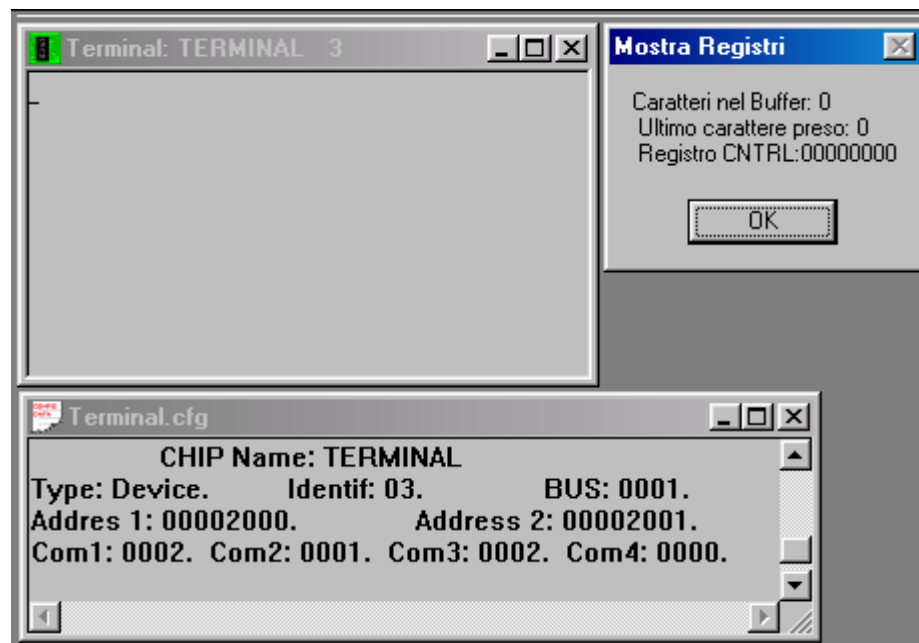 Terminal: TERMINAL 3
Mostra Registri
Caratteri nel Buffer: 0
Ultimo carattere preso: 0
Registro CNTRL:00000000
OK
Terminal.cfg
CHIP Name: TERMINAL
Type: Device. Identif: 03. BUS: 0001.
Addres 1: 00002000. Address 2: 00002001.
Com1: 0002. Com2: 0001. Com3: 0002. Com4: 0000.